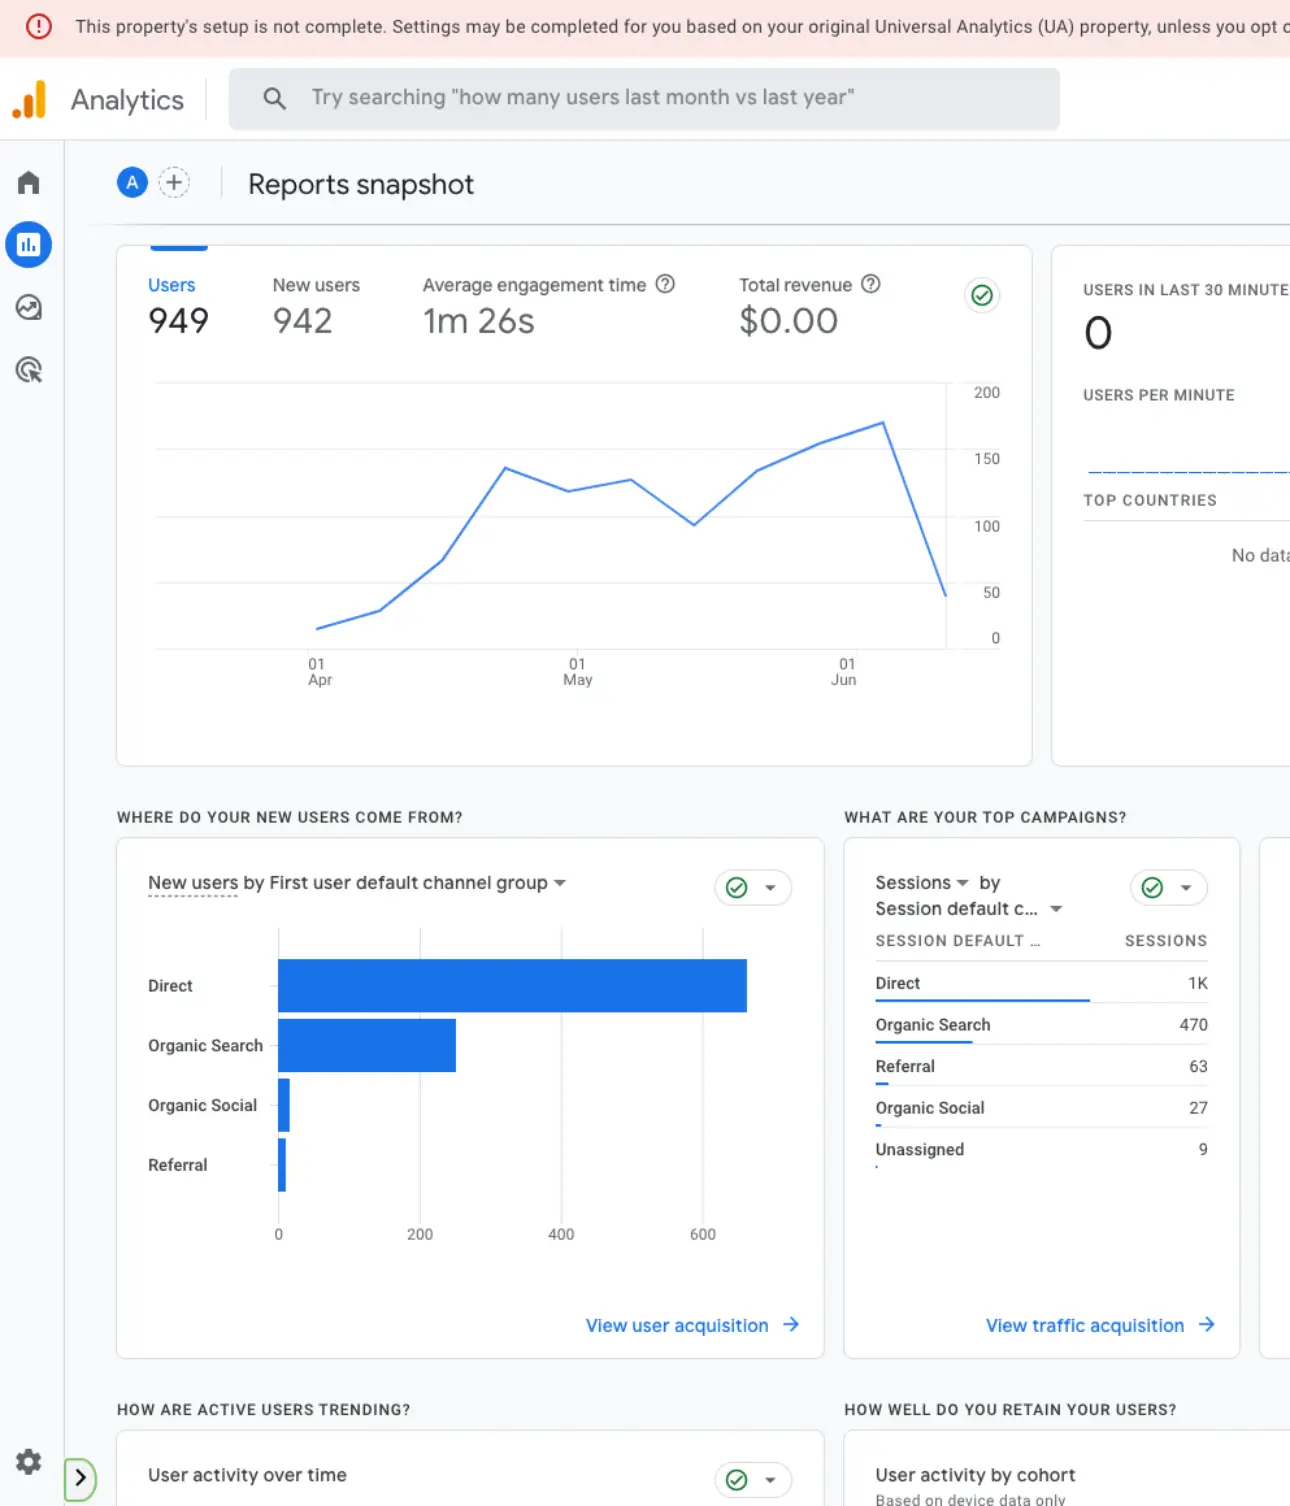 This property's setup is not complete. Settings may be completed for you based on your original Universal Analytics (UA) property, unless you opt
Analytics
Try searching "how many users last month vs last year"
A
Reports snapshot
Users
949
New users
942
Average engagement time
1m 26s
Total revenue
$0.00
200
150
100
50
0
01
Apr
01
May
01
Jun
USERS IN LAST 30 MINUTE
0
USERS PER MINUTE
TOP COUNTRIES
No data
WHERE DO YOUR NEW USERS COME FROM?
New users by First user default channel group
Direct
Organic Search
Organic Social
Referral
0 200 400 600
View user acquisition
WHAT ARE YOUR TOP CAMPAIGNS?
Sessions by
Session default c...
SESSION DEFAULT ... SESSIONS
Direct 1K
Organic Search 470
Referral 63
Organic Social 27
Unassigned 9
View traffic acquisition
HOW ARE ACTIVE USERS TRENDING?
User activity over time
HOW WELL DO YOU RETAIN YOUR USERS?
User activity by cohort
Based on device data only